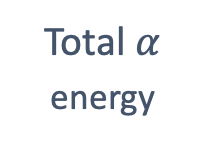 Total 𝛼
energy